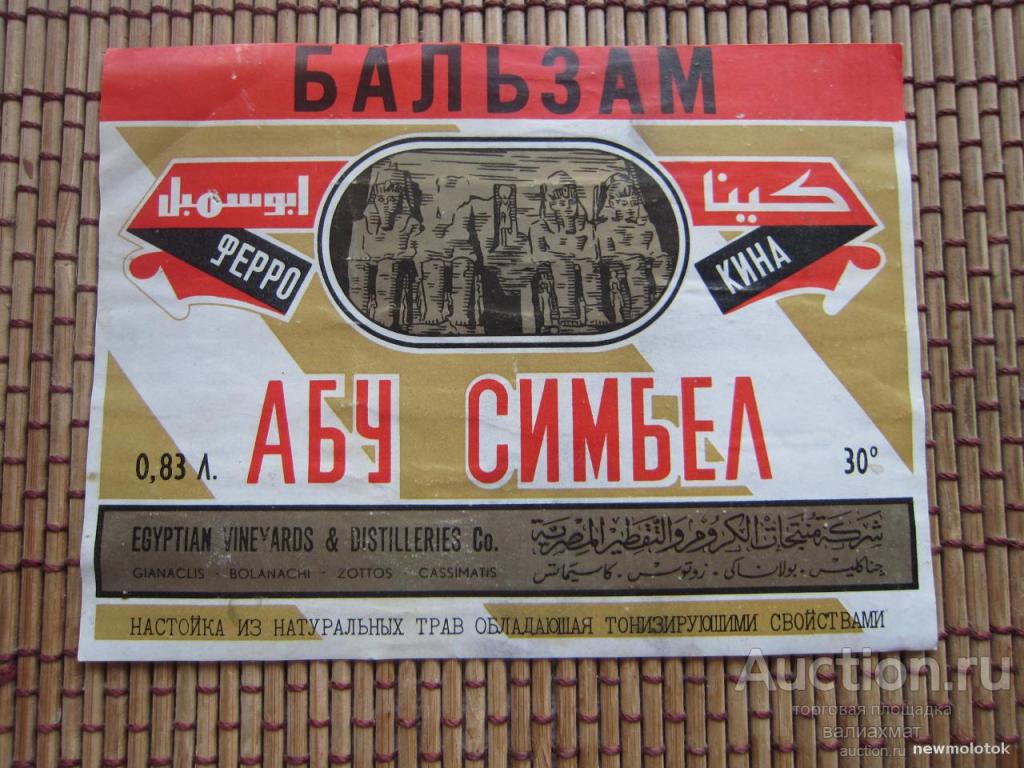 БАЛЬЗАМ
ابوسمبل
كينا
ФЕРРО
КИНА
АБУ СИМБЕЛ
0,83 Л.
30°
EGYPTIAN VINEYARDS & DISTILLERIES Co.
شركة منتجات الكروم والتقطير المصرية
GIANACLIS - BOLANACHI - ZOTTOS - CASSIMATIS
جناكليس - بولاناكى - زوتوس - كاسيماتس
НАСТОЙКА ИЗ НАТУРАЛЬНЫХ ТРАВ ОБЛАДАЮЩАЯ ТОНИЗИРУЮЩИМИ СВОЙСТВАМИ
Auction.ru
торговая площадка
валиахмат
auction.ru newmolotok